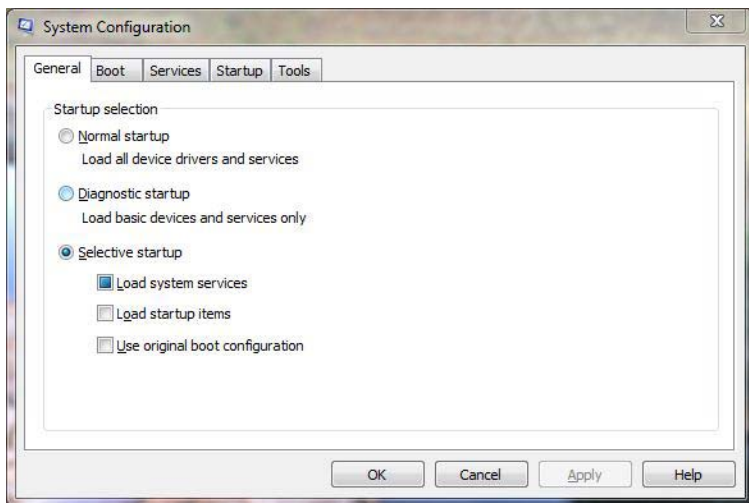 System Configuration
General Boot Services Startup Tools
Startup selection
Normal startup
Load all device drivers and services
Diagnostic startup
Load basic devices and services only
Selective startup
Load system services
Load startup items
Use original boot configuration
OK Cancel Apply Help